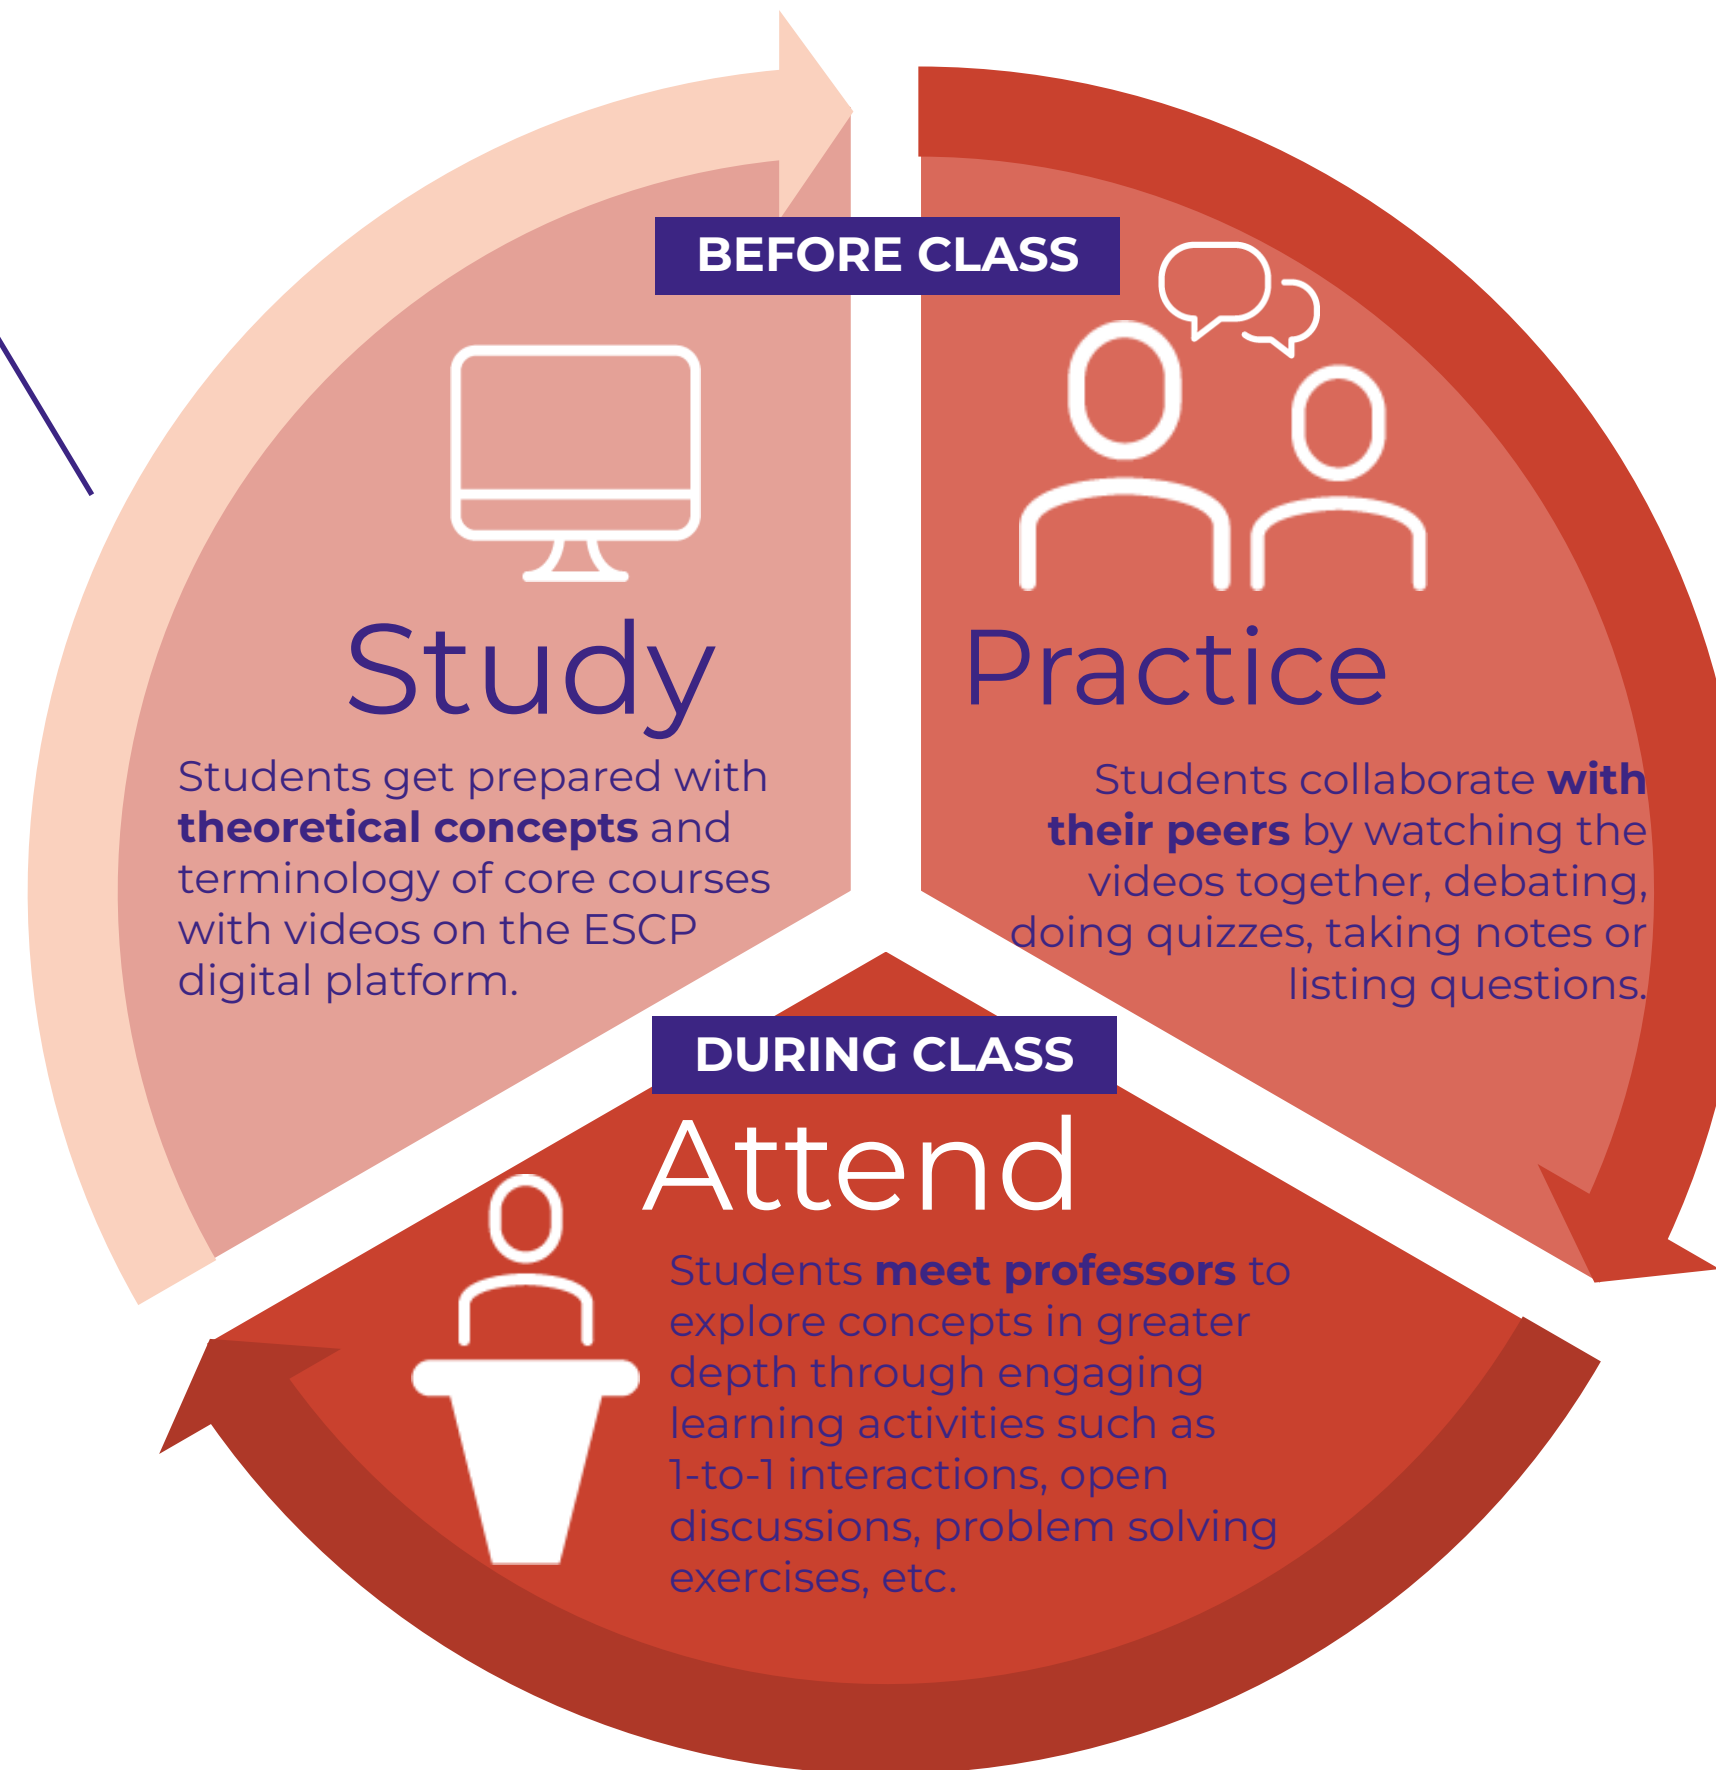 BEFORE CLASS
Study
Students get prepared with
theoretical concepts and
terminology of core courses
with videos on the ESCP
digital platform.
Practice
Students collaborate with
their peers by watching the
videos together, debating,
doing quizzes, taking notes or
listing questions.
DURING CLASS
Attend
Students meet professors to
explore concepts in greater
depth through engaging
learning activities such as
1-to-1 interactions, open
discussions, problem solving
exercises, etc.